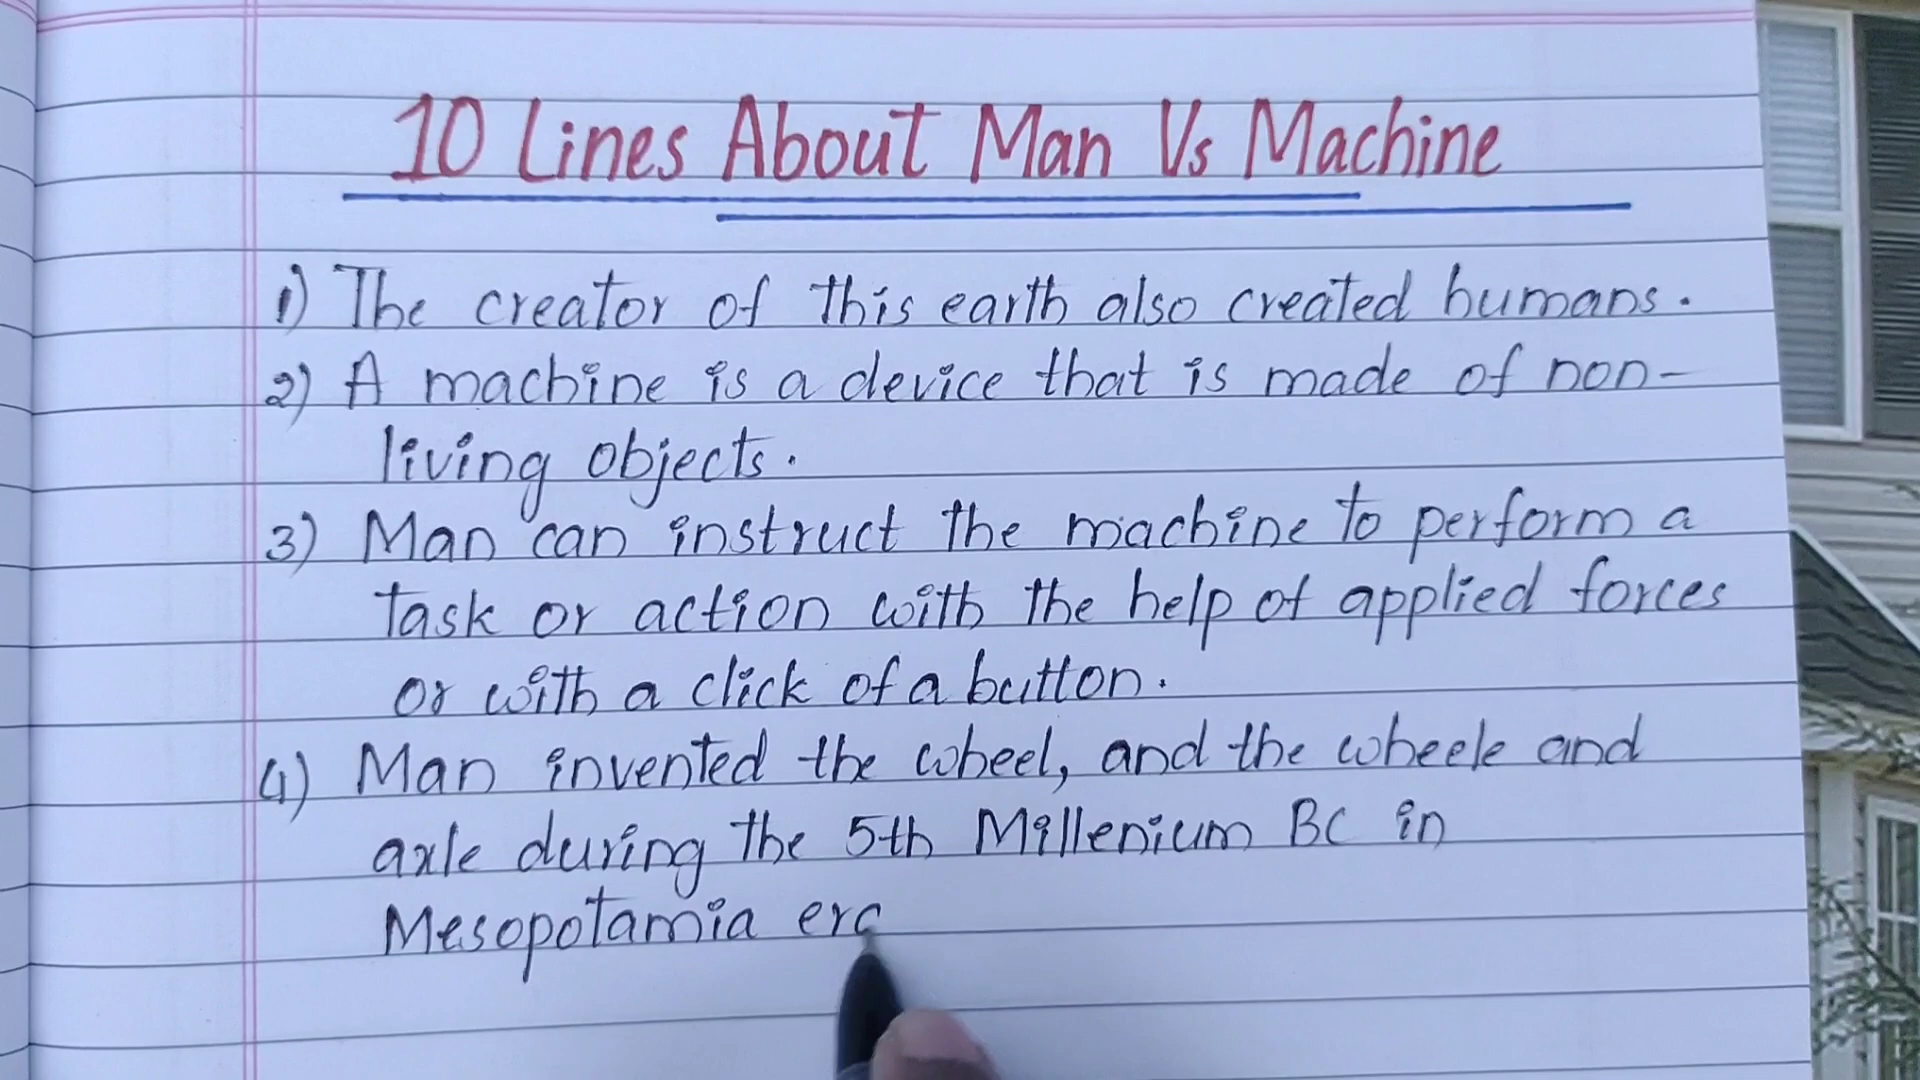 10 Lines About Man Vs Machine
1) The creator of this earth also created humans.
2) A machine is a device that is made of non-
living objects.
3) Man can instruct the machine to perform a
task or action with the help of applied forces
or with a click of a button.
4) Man invented the wheel, and the wheele and
axle during the 5th Millenium BC in
Mesopotamia era